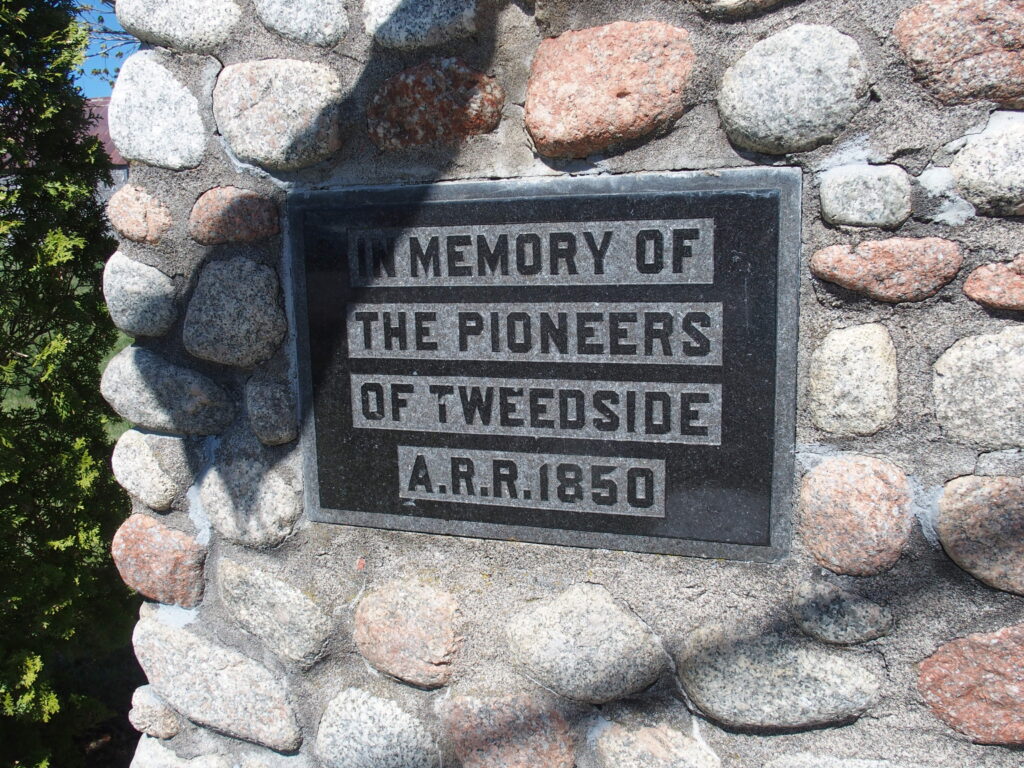 IN MEMORY OF
THE PIONEERS
OF TWEEDSIDE
A.R.R. 1850